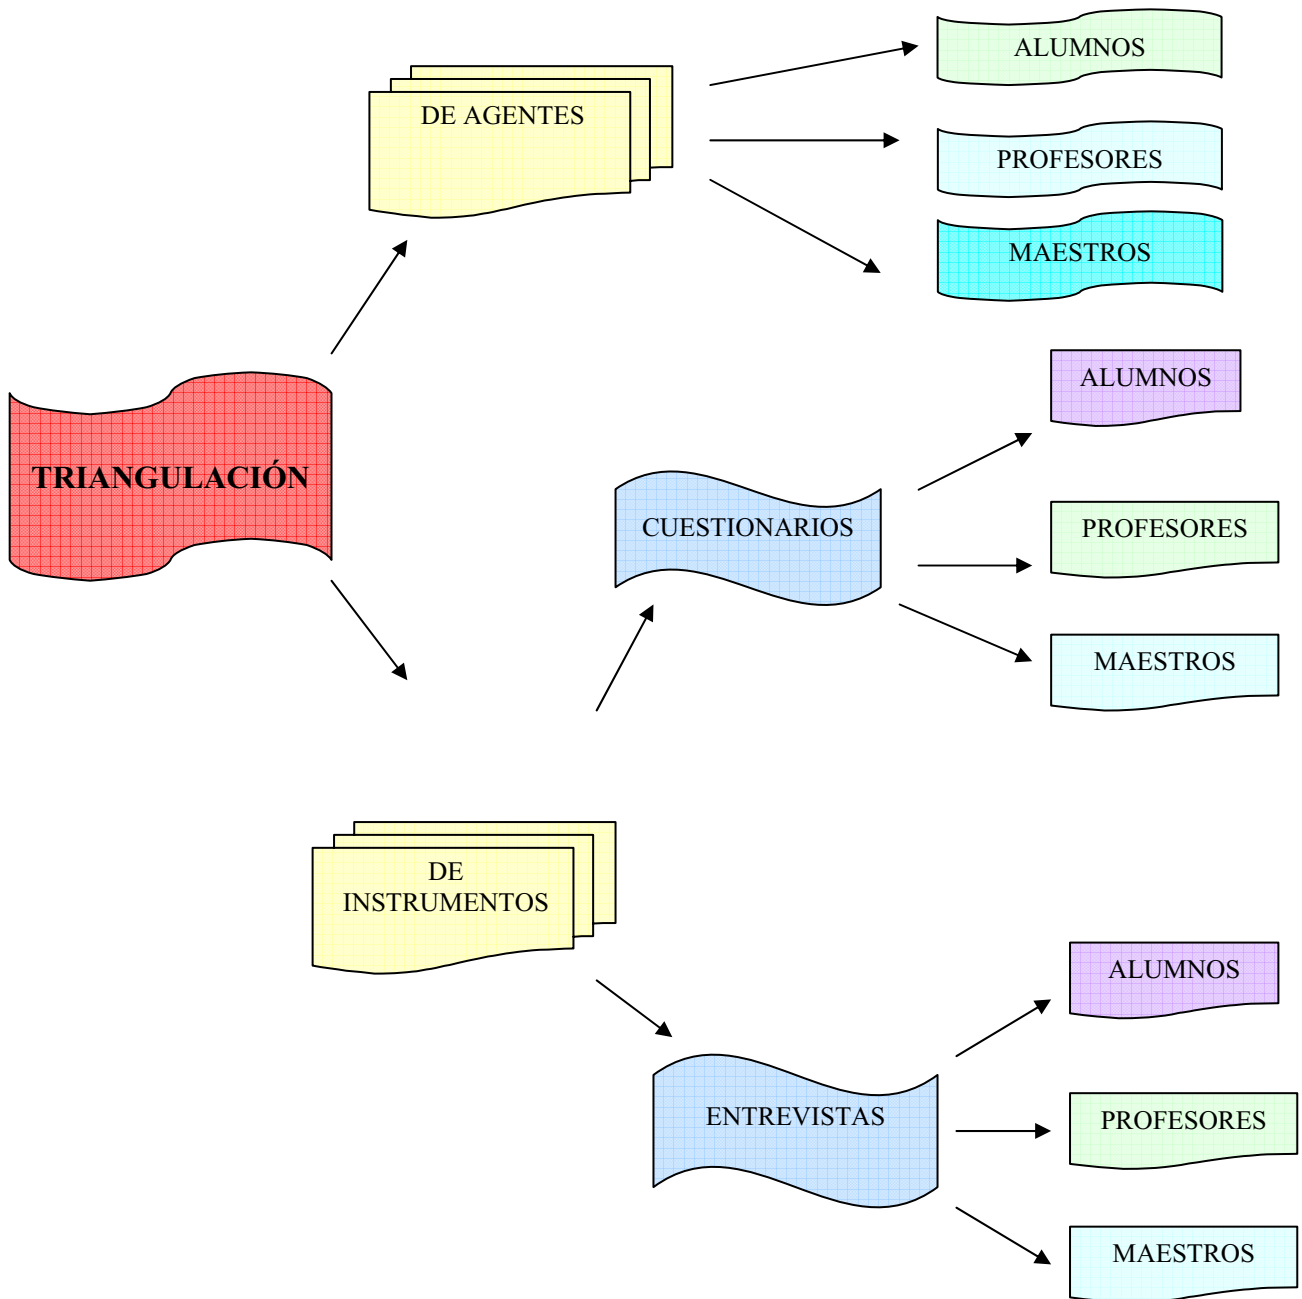 ALUMNOS
DE AGENTES
PROFESORES
MAESTROS
ALUMNOS
TRIANGULACIÓN
CUESTIONARIOS
PROFESORES
MAESTROS
DE
INSTRUMENTOS
ALUMNOS
ENTREVISTAS
PROFESORES
MAESTROS